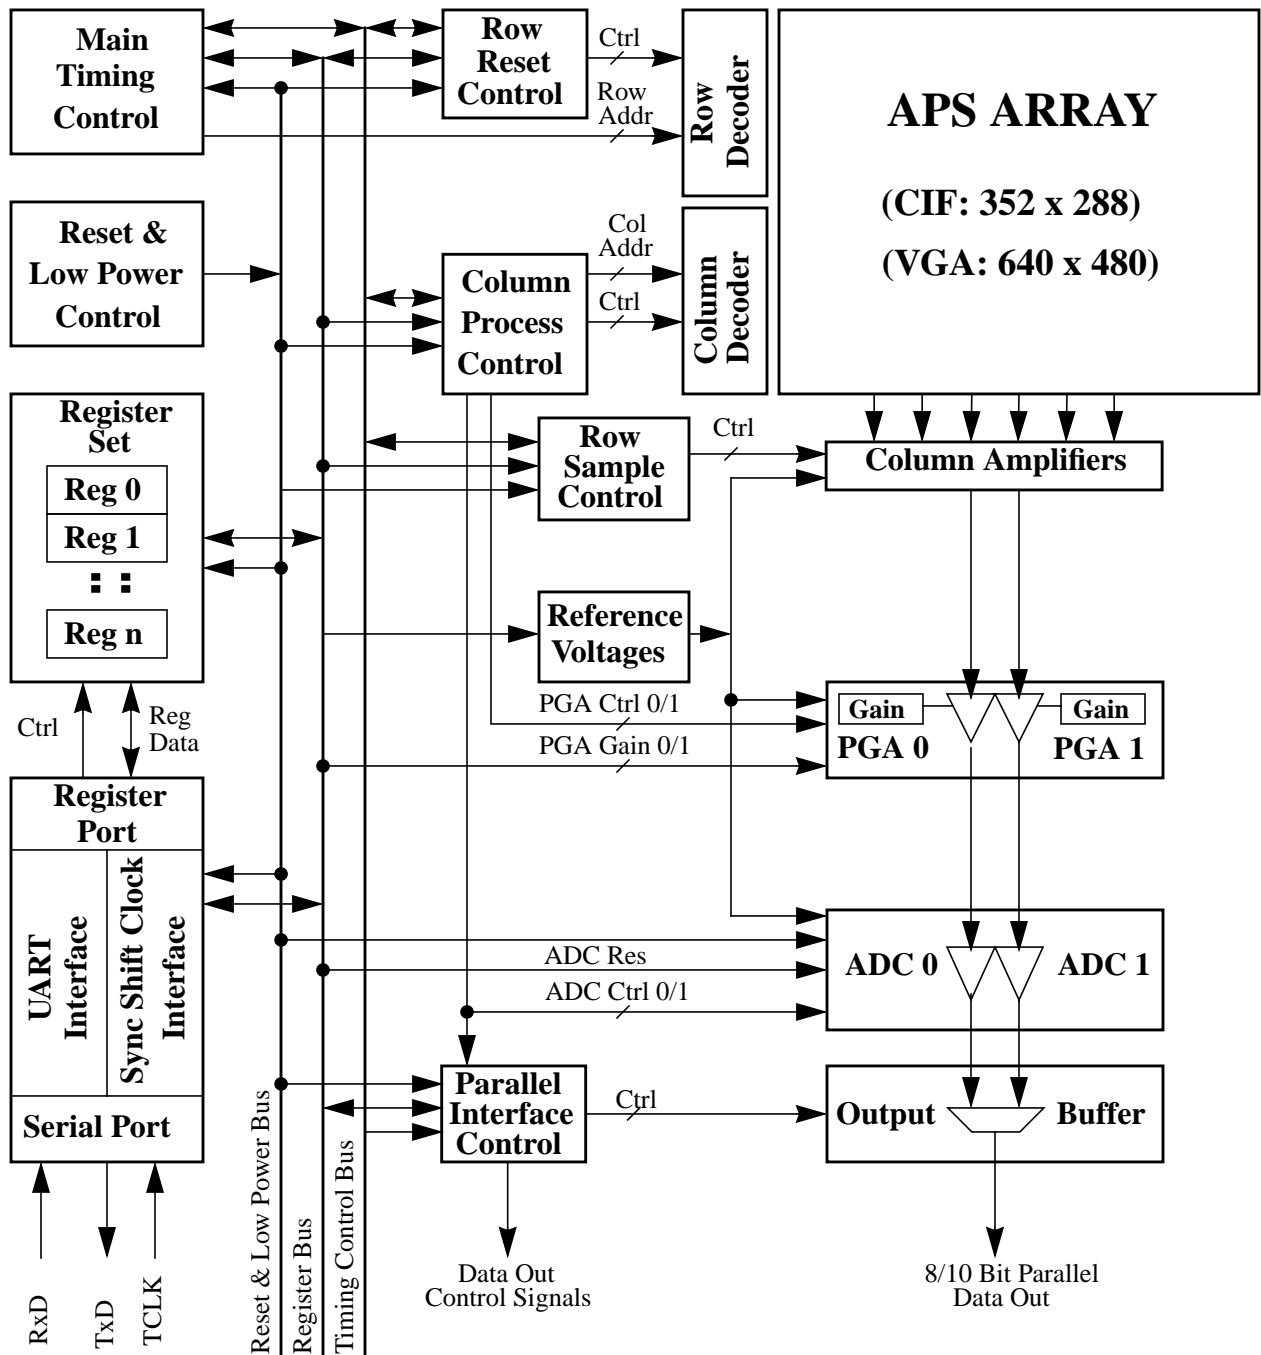 Main
Timing
Control
Row
Reset
Control
Ctrl
Row
Addr
Row
Decoder
APS ARRAY
(CIF: 352 x 288)
(VGA: 640 x 480)
Reset &
Low Power
Control
Column
Process
Control
Col
Addr
Ctrl
Column
Decoder
Register
Set
Reg 0
Reg 1
Reg n
Row
Sample
Control
Ctrl
Column Amplifiers
Reference
Voltages
Ctrl
Reg
Data
PGA Ctrl 0/1
PGA Gain 0/1
Gain
Gain
PGA 0
PGA 1
Register
Port
UART
Interface
Sync Shift Clock
Interface
Serial Port
ADC Res
ADC Ctrl 0/1
ADC 0
ADC 1
Parallel
Interface
Control
Ctrl
Output
Buffer
RxD
TxD
TCLK
Reset & Low Power Bus
Register Bus
Timing Control Bus
Data Out
Control Signals
8/10 Bit Parallel
Data Out